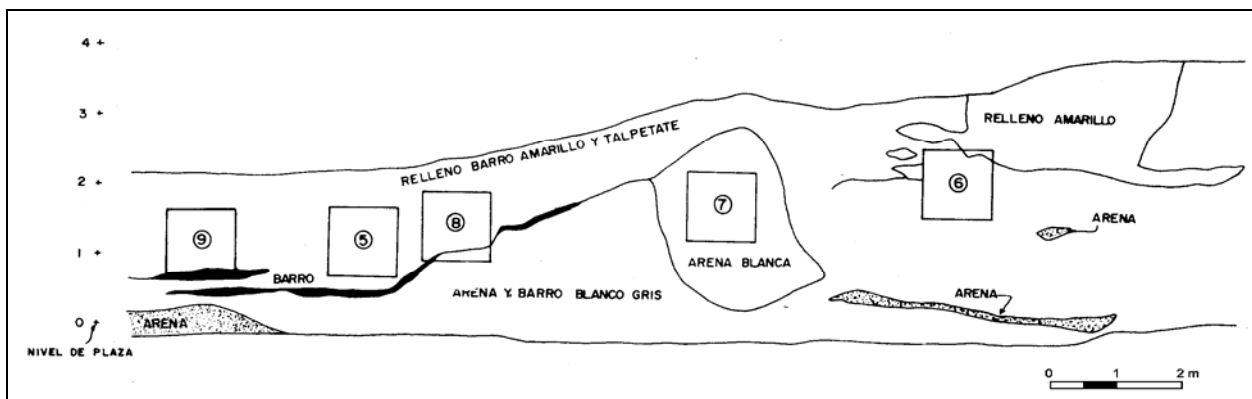 4 +
3 +
2 +
1 +
0 +
NIVEL DE PLAZA
RELLENO BARRO AMARILLO Y TALPETATE
RELLENO AMARILLO
9
5
8
7
6
BARRO
ARENA
ARENA Y BARRO BLANCO GRIS
ARENA BLANCA
ARENA
ARENA
0 1 2 m